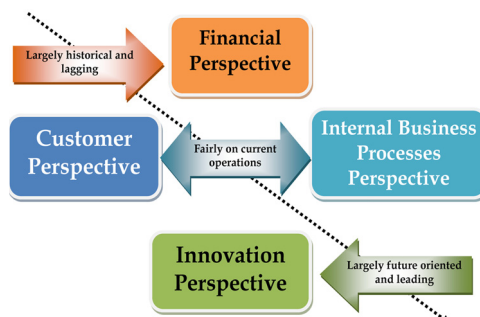 Largely historical and
lagging
Financial
Perspective
Customer
Perspective
Fairly on current
operations
Internal Business
Processes
Perspective
Innovation
Perspective
Largely future oriented
and leading